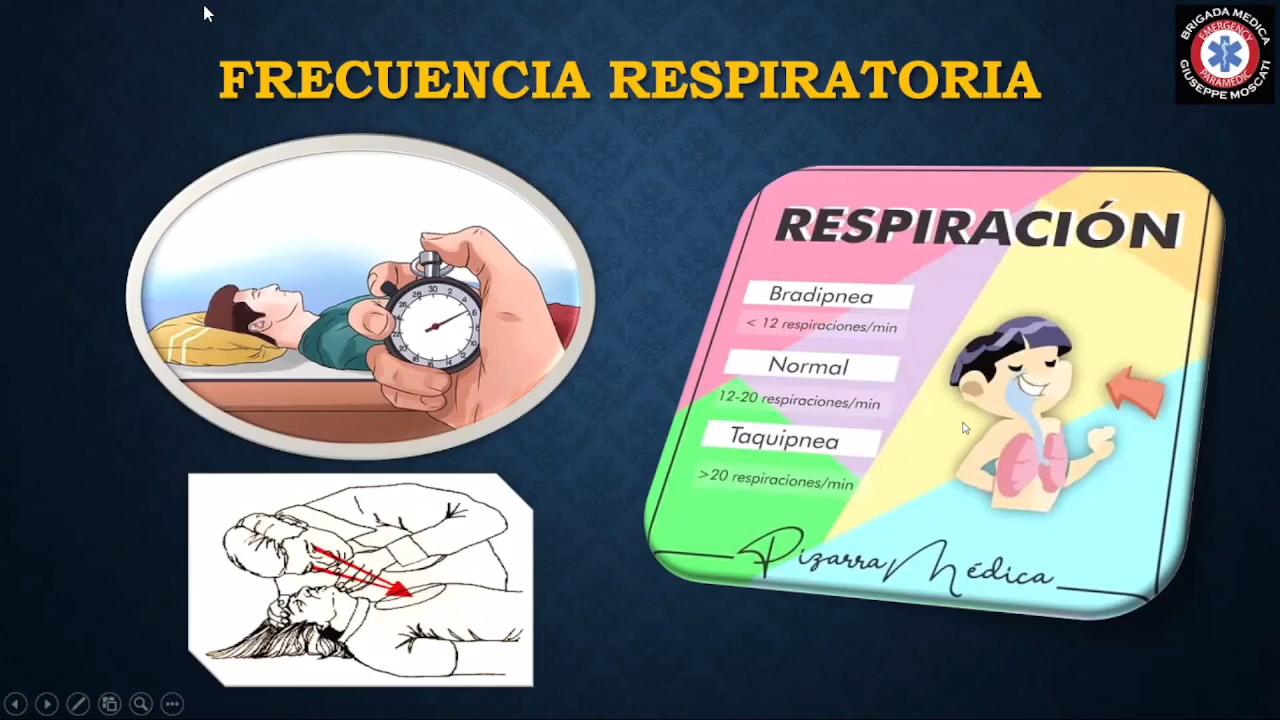 FRECUENCIA RESPIRATORIA
BRIGADA MEDICA
EMERGENCY
PARAMEDIC
GIUSEPPE MOSCATI
RESPIRACIÓN
Bradipnea
< 12 respiraciones/min
Normal
12-20 respiraciones/min
Taquipnea
>20 respiraciones/min
Pizarra Médica